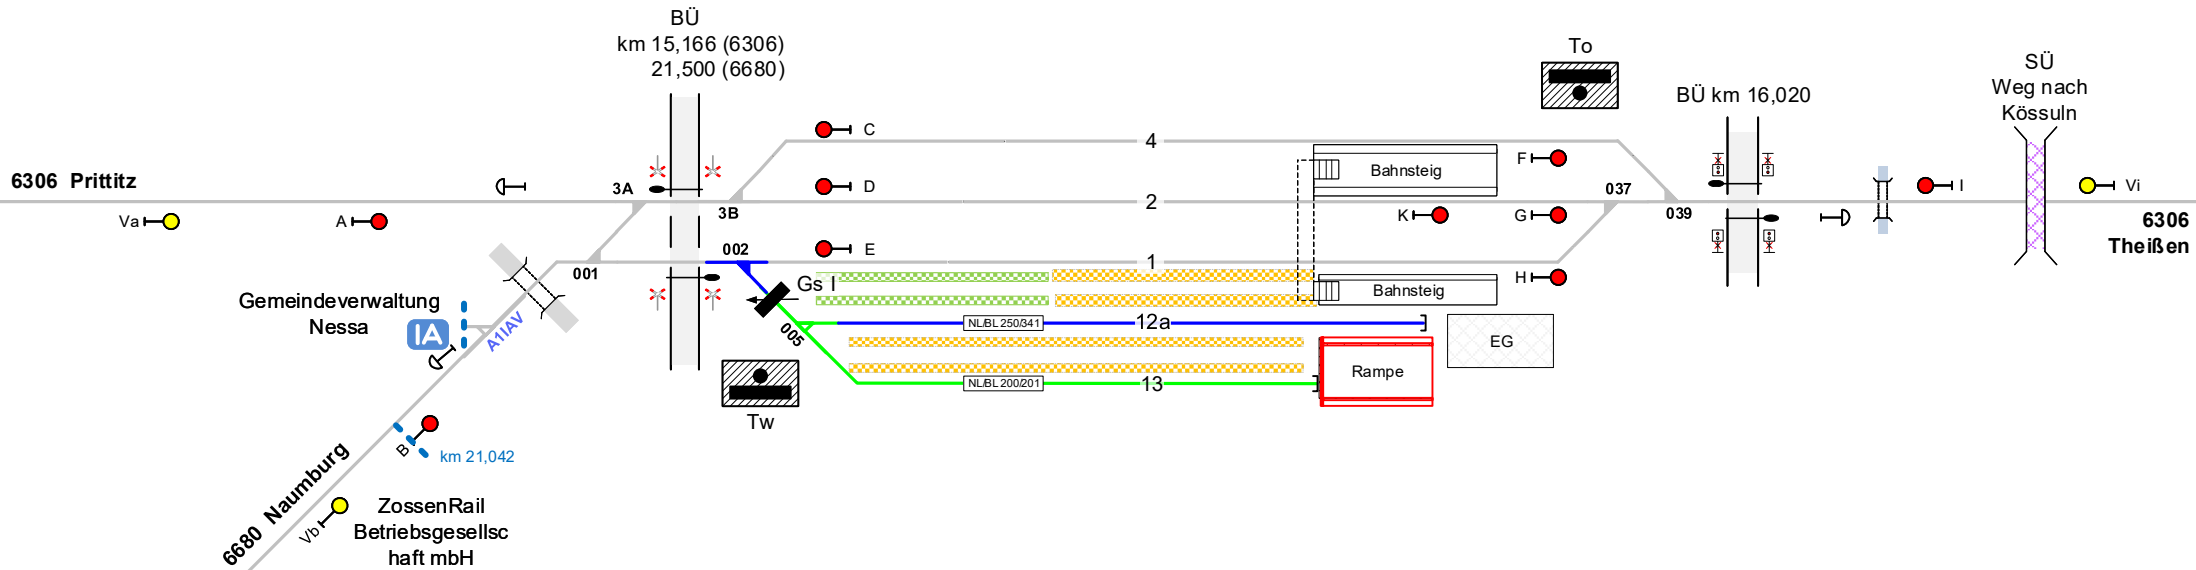 BÜ
km 15,166 (6306)
21,500 (6680)
To
SÜ
Weg nach
Kössuln
BÜ km 16,020
C
4
F
Bahnsteig
6306 Prittitz
3A
D
3B
2
K
G
037
039
I
Vi
Va
A
6306
Theißen
002
E
1
H
001
Gs I
Bahnsteig
Gemeindeverwaltung
Nessa
IA
A1IAV
005
NL/BL 250/341
12a
EG
Rampe
NL/BL 200/201
13
Tw
B
km 21,042
6680 Naumburg
Vb
ZossenRail
Betriebsgesellsc
haft mbH